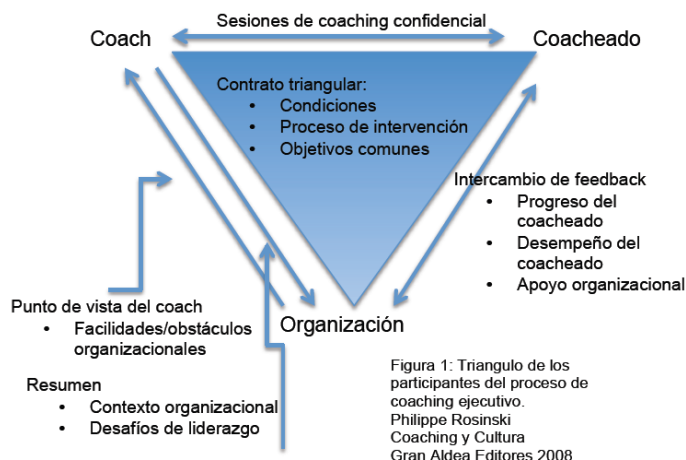 Sesiones de coaching confidencial
Coach
Coacheado
Contrato triangular:
• Condiciones
• Proceso de intervención
• Objetivos comunes
Intercambio de feedback
• Progreso del
coacheado
• Desempeño del
coacheado
• Apoyo organizacional
Punto de vista del coach
• Facilidades/obstáculos
organizacionales
Organización
Resumen
• Contexto organizacional
• Desafíos de liderazgo
Figura 1: Triangulo de los
participantes del proceso de
coaching ejecutivo.
Philippe Rosinski
Coaching y Cultura
Gran Aldea Editores 2008